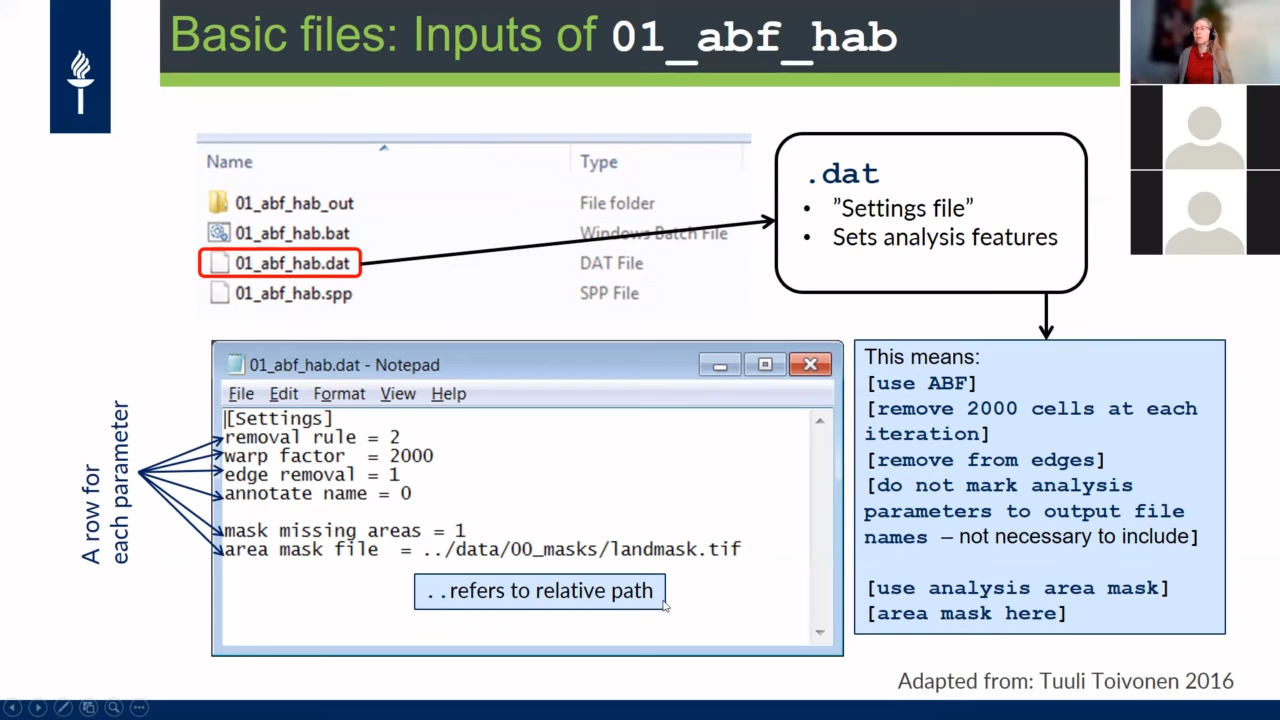 Basic files: Inputs of 01_abf_hab
Name Type
01_abf_hab_out File folder
01_abf_hab.bat Windows Batch File
01_abf_hab.dat DAT File
01_abf_hab.spp SPP File
.dat
• ”Settings file”
• Sets analysis features
A row for
each parameter
01_abf_hab.dat - Notepad
File Edit Format View Help
[Settings]
removal rule = 2
warp factor = 2000
edge removal = 1
annotate name = 0
mask missing areas = 1
area mask file = ../data/00_masks/landmask.tif
..refers to relative path
This means:
[use ABF]
[remove 2000 cells at each
iteration]
[remove from edges]
[do not mark analysis
parameters to output file
names – not necessary to include]
[use analysis area mask]
[area mask here]
Adapted from: Tuuli Toivonen 2016